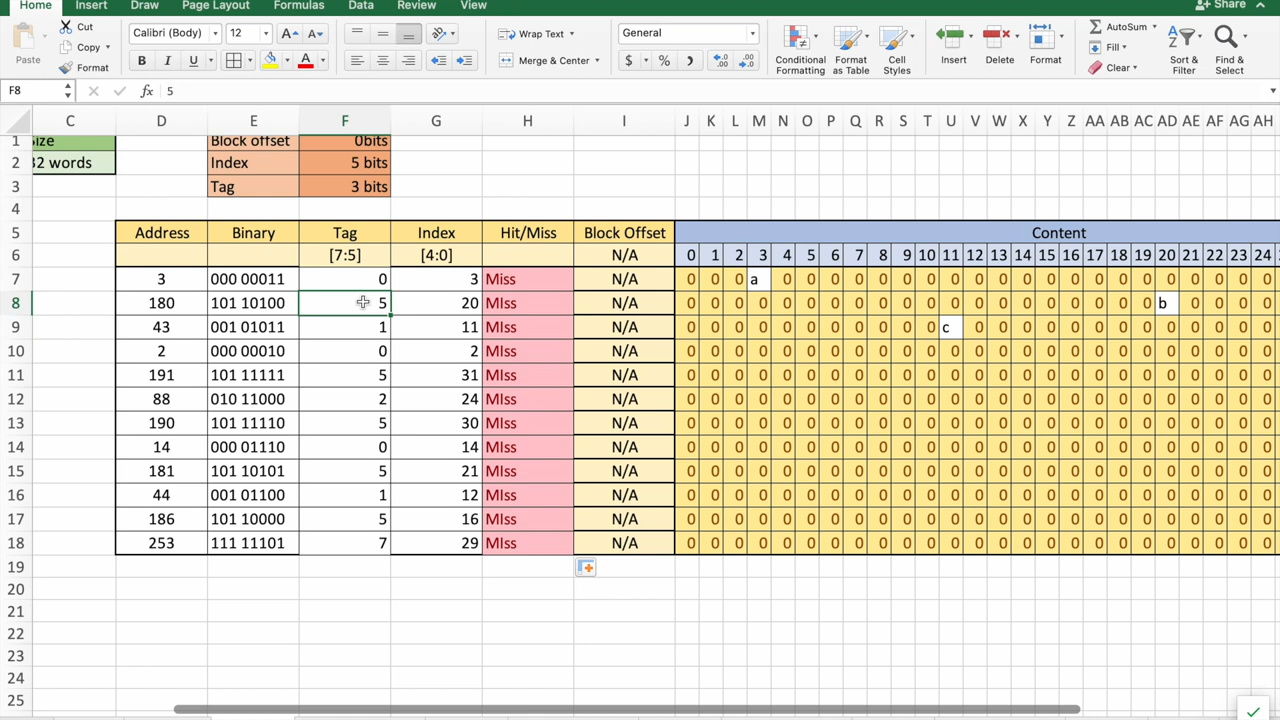 Home Insert Draw Page Layout Formulas Data Review View Share
Paste Cut Copy Format
Calibri (Body) 12 A A
B I U A
Wrap Text Merge & Center
General
$ %
Conditional Formatting Format as Table Cell Styles
Insert Delete Format
AutoSum Fill Clear
Sort & Filter Find & Select
F8 fx 5
C D E F G H I J K L M N O P Q R S T U V W X Y Z AA AB AC AD AE AF AG AH
1 Size Block offset 0bits
2 32 words Index 5 bits
3 Tag 3 bits
4
5 Address Binary Tag Index Hit/Miss Block Offset Content
6 [7:5] [4:0] N/A 0 1 2 3 4 5 6 7 8 9 10 11 12 13 14 15 16 17 18 19 20 21 22 23 24
7 3 000 00011 0 3 Miss N/A 0 0 0 a 0 0 0 0 0 0 0 0 0 0 0 0 0 0 0 0 0 0 0 0 0
8 180 101 10100 5 20 MIss N/A 0 0 0 0 0 0 0 0 0 0 0 0 0 0 0 0 0 0 0 0 b 0 0 0 0
9 43 001 01011 1 11 MIss N/A 0 0 0 0 0 0 0 0 0 0 0 c 0 0 0 0 0 0 0 0 0 0 0 0 0
10 2 000 00010 0 2 MIss N/A 0 0 0 0 0 0 0 0 0 0 0 0 0 0 0 0 0 0 0 0 0 0 0 0 0
11 191 101 11111 5 31 MIss N/A 0 0 0 0 0 0 0 0 0 0 0 0 0 0 0 0 0 0 0 0 0 0 0 0 0
12 88 010 11000 2 24 MIss N/A 0 0 0 0 0 0 0 0 0 0 0 0 0 0 0 0 0 0 0 0 0 0 0 0 0
13 190 101 11110 5 30 MIss N/A 0 0 0 0 0 0 0 0 0 0 0 0 0 0 0 0 0 0 0 0 0 0 0 0 0
14 14 000 01110 0 14 MIss N/A 0 0 0 0 0 0 0 0 0 0 0 0 0 0 0 0 0 0 0 0 0 0 0 0 0
15 181 101 10101 5 21 MIss N/A 0 0 0 0 0 0 0 0 0 0 0 0 0 0 0 0 0 0 0 0 0 0 0 0 0
16 44 001 01100 1 12 MIss N/A 0 0 0 0 0 0 0 0 0 0 0 0 0 0 0 0 0 0 0 0 0 0 0 0 0
17 186 101 10000 5 16 MIss N/A 0 0 0 0 0 0 0 0 0 0 0 0 0 0 0 0 0 0 0 0 0 0 0 0 0
18 253 111 11101 7 29 MIss N/A 0 0 0 0 0 0 0 0 0 0 0 0 0 0 0 0 0 0 0 0 0 0 0 0 0
19
20
21
22
23
24
25